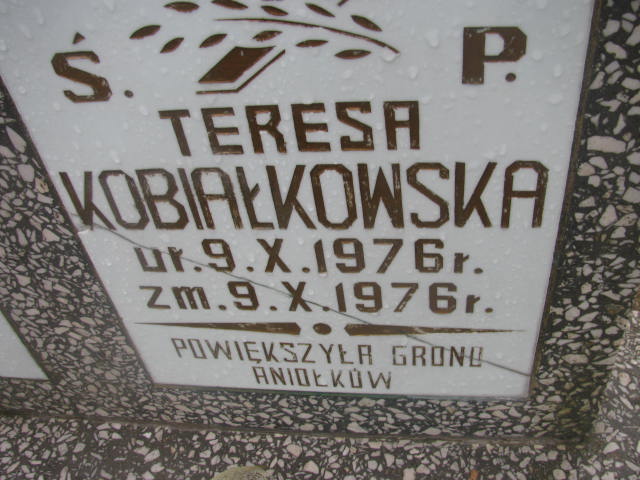 Ś. P.
TERESA
KOBIAŁKOWSKA
ur. 9. X. 1976 r.
zm. 9. X. 1976 r.
POWIĘKSZYŁA GRONO
ANIOŁKÓW